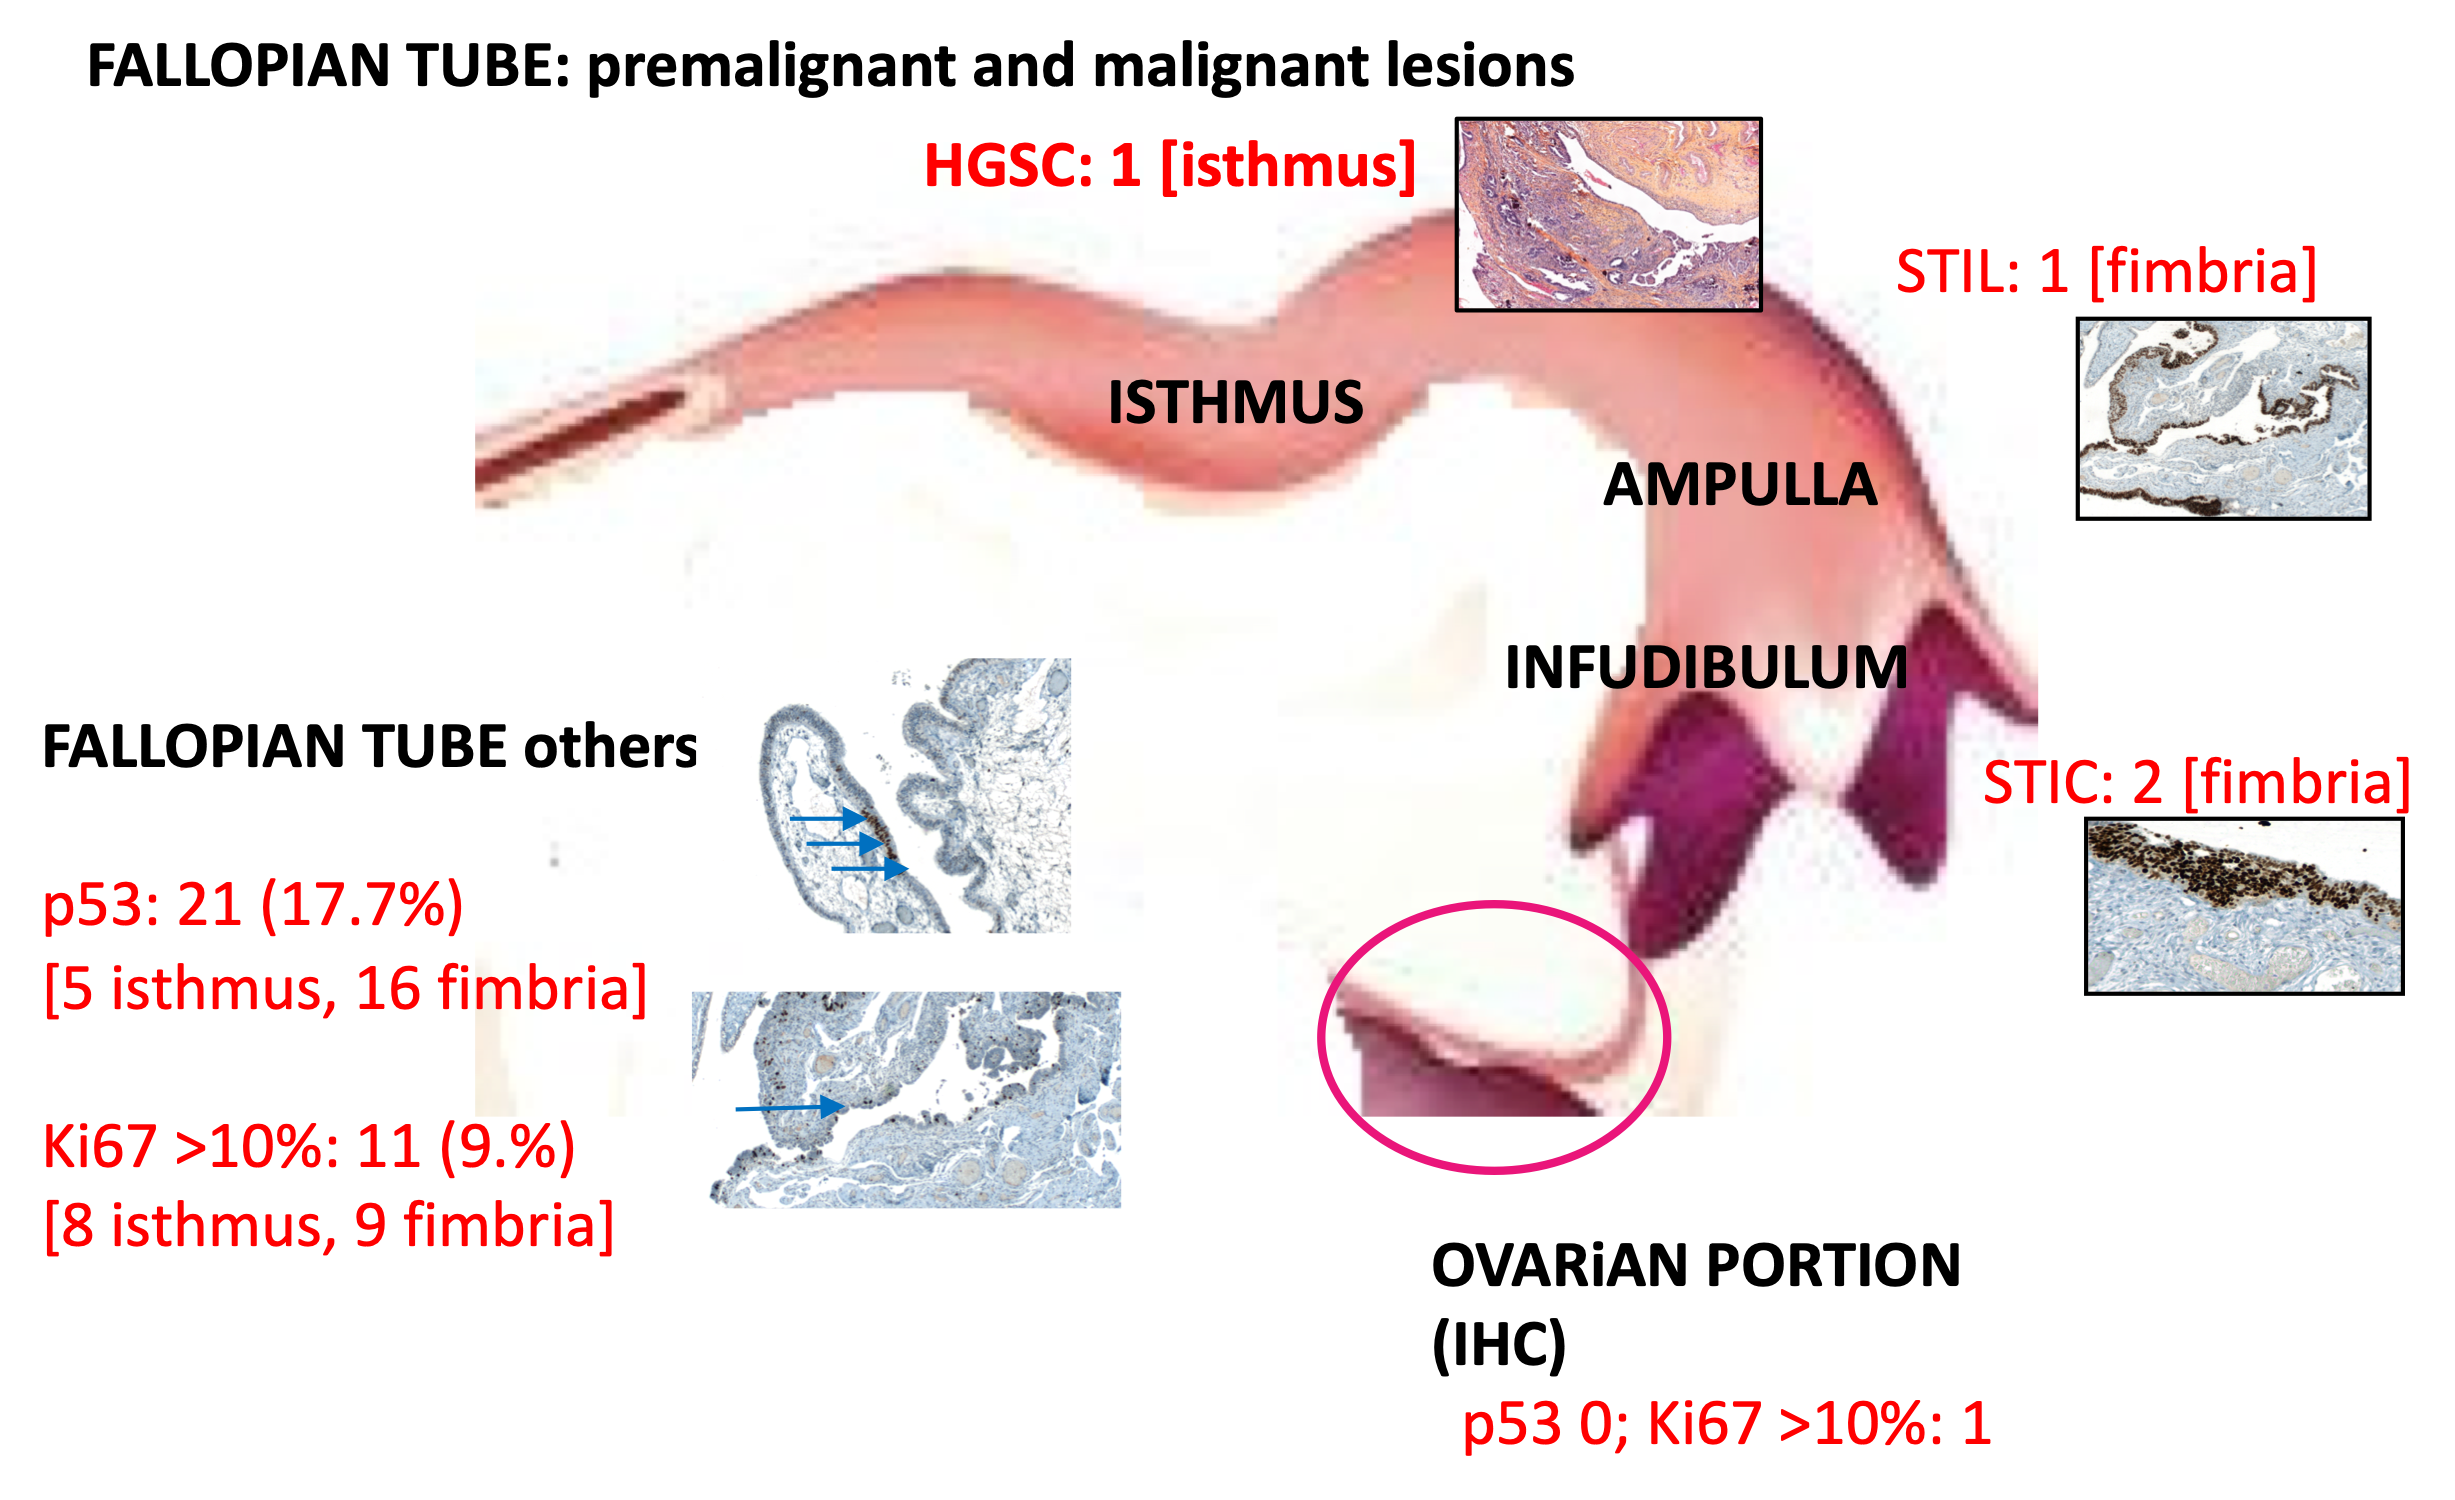 FALLOPIAN TUBE: premalignant and malignant lesions
HGSC: 1 [isthmus]
STIL: 1 [fimbria]
ISTHMUS
AMPULLA
INFUDIBULUM
FALLOPIAN TUBE others
STIC: 2 [fimbria]
p53: 21 (17.7%)
[5 isthmus, 16 fimbria]
Ki67 >10%: 11 (9.%)
[8 isthmus, 9 fimbria]
OVARiAN PORTION
(IHC)
p53 0; Ki67 >10%: 1